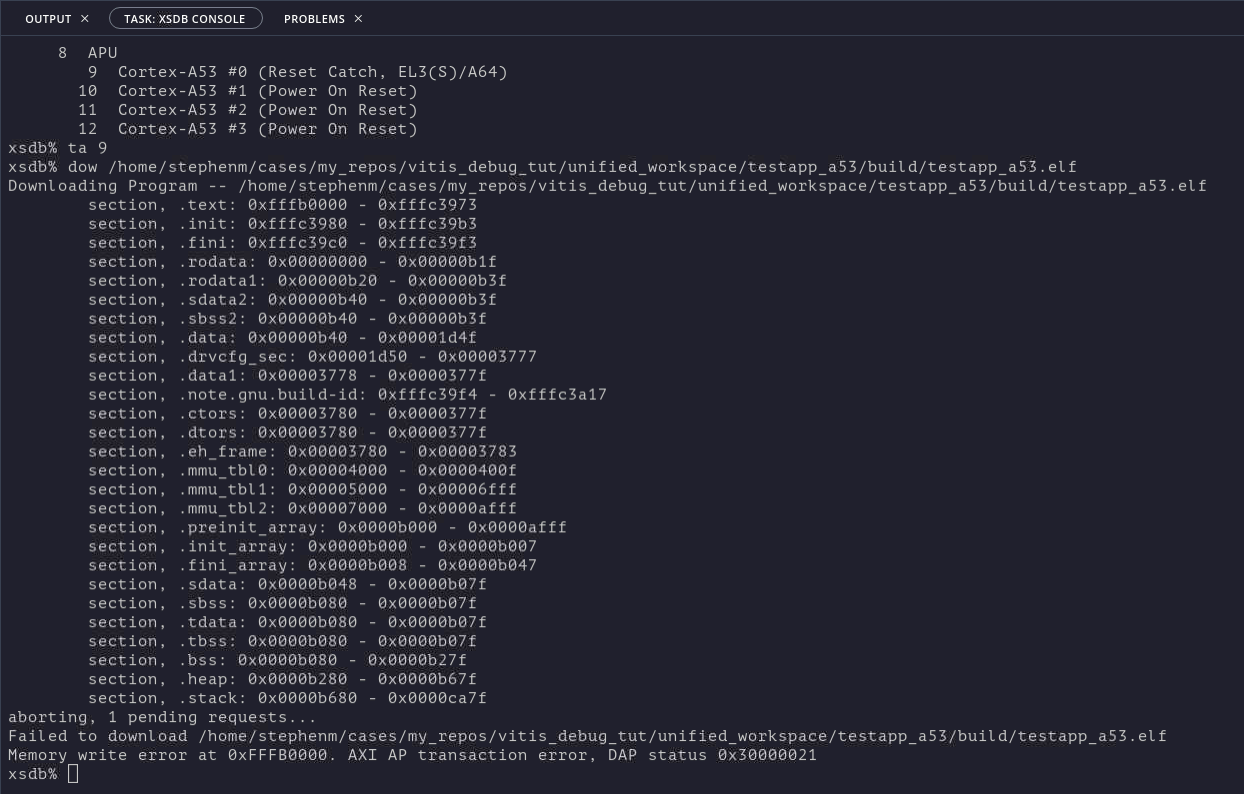 OUTPUT × TASK: XSDB CONSOLE PROBLEMS ×
8 APU
9 Cortex-A53 #0 (Reset Catch, EL3(S)/A64)
10 Cortex-A53 #1 (Power On Reset)
11 Cortex-A53 #2 (Power On Reset)
12 Cortex-A53 #3 (Power On Reset)
xsdb% ta 9
xsdb% dow /home/stephenm/cases/my_repos/vitis_debug_tut/unified_workspace/testapp_a53/build/testapp_a53.elf
Downloading Program -- /home/stephenm/cases/my_repos/vitis_debug_tut/unified_workspace/testapp_a53/build/testapp_a53.elf
section, .text: 0xfffb0000 - 0xfffc3973
section, .init: 0xfffc3980 - 0xfffc39b3
section, .fini: 0xfffc39c0 - 0xfffc39f3
section, .rodata: 0x00000000 - 0x00000b1f
section, .rodata1: 0x00000b20 - 0x00000b3f
section, .sdata2: 0x00000b40 - 0x00000b3f
section, .sbss2: 0x00000b40 - 0x00000b3f
section, .data: 0x00000b40 - 0x00001d4f
section, .drvcfg_sec: 0x00001d50 - 0x00003777
section, .data1: 0x00003778 - 0x0000377f
section, .note.gnu.build-id: 0xfffc39f4 - 0xfffc3a17
section, .ctors: 0x00003780 - 0x0000377f
section, .dtors: 0x00003780 - 0x0000377f
section, .eh_frame: 0x00003780 - 0x00003783
section, .mmu_tbl0: 0x00004000 - 0x0000400f
section, .mmu_tbl1: 0x00005000 - 0x00006fff
section, .mmu_tbl2: 0x00007000 - 0x0000afff
section, .preinit_array: 0x0000b000 - 0x0000afff
section, .init_array: 0x0000b000 - 0x0000b007
section, .fini_array: 0x0000b008 - 0x0000b047
section, .sdata: 0x0000b048 - 0x0000b07f
section, .sbss: 0x0000b080 - 0x0000b07f
section, .tdata: 0x0000b080 - 0x0000b07f
section, .tbss: 0x0000b080 - 0x0000b07f
section, .bss: 0x0000b080 - 0x0000b27f
section, .heap: 0x0000b280 - 0x0000b67f
section, .stack: 0x0000b680 - 0x0000ca7f
aborting, 1 pending requests...
Failed to download /home/stephenm/cases/my_repos/vitis_debug_tut/unified_workspace/testapp_a53/build/testapp_a53.elf
Memory write error at 0xFFFB0000. AXI AP transaction error, DAP status 0x30000021
xsdb%